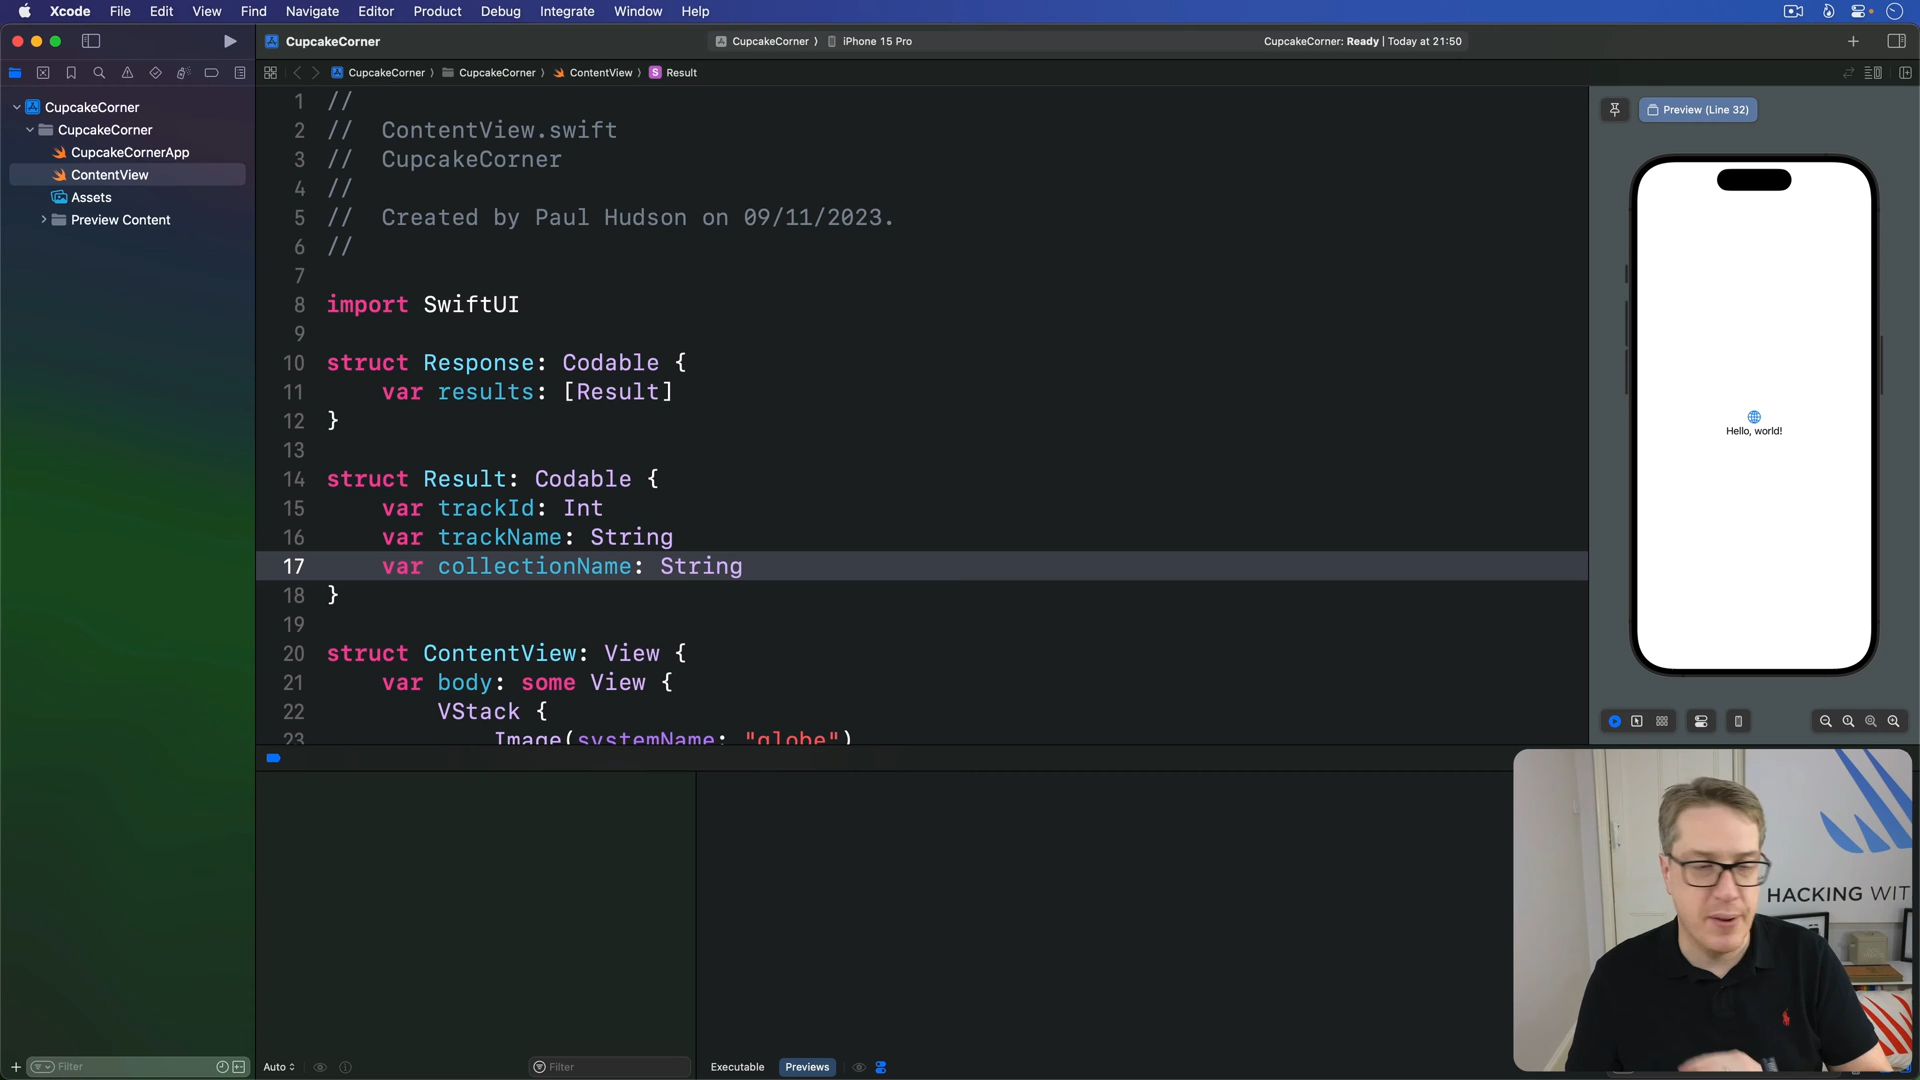 Xcode File Edit View Find Navigate Editor Product Debug Integrate Window Help
CupcakeCorner
CupcakeCorner ⟩ iPhone 15 Pro
CupcakeCorner: Ready | Today at 21:50
CupcakeCorner ⟩ CupcakeCorner ⟩ ContentView ⟩ S Result
CupcakeCorner
CupcakeCorner
CupcakeCornerApp
ContentView
Assets
Preview Content
1 //
2 // ContentView.swift
3 // CupcakeCorner
4 //
5 // Created by Paul Hudson on 09/11/2023.
6 //
7
8 import SwiftUI
9
10 struct Response: Codable {
11 var results: [Result]
12 }
13
14 struct Result: Codable {
15 var trackId: Int
16 var trackName: String
17 var collectionName: String
18 }
19
20 struct ContentView: View {
21 var body: some View {
22 VStack {
23 Image(systemName: "globe")
Preview (Line 32)
Hello, world!
HACKING WIT
Filter
Auto
Filter
Executable Previews